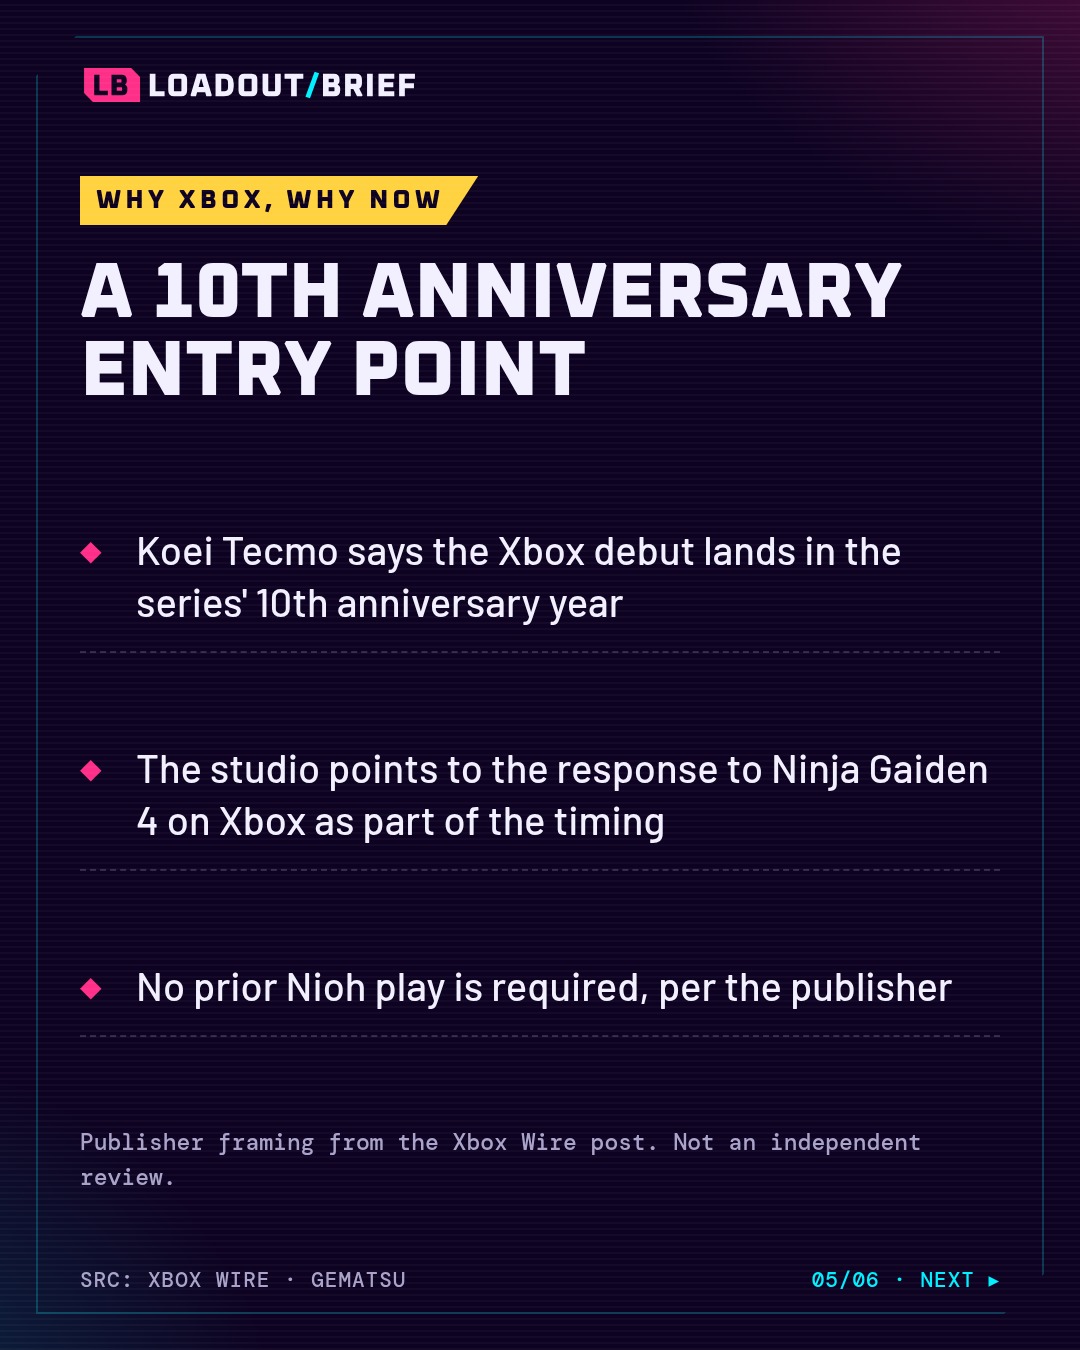 LB LOADOUT/BRIEF
WHY XBOX, WHY NOW
A 10TH ANNIVERSARY
ENTRY POINT
Koei Tecmo says the Xbox debut lands in the
series' 10th anniversary year
The studio points to the response to Ninja Gaiden
4 on Xbox as part of the timing
No prior Nioh play is required, per the publisher
Publisher framing from the Xbox Wire post. Not an independent
review.
SRC: XBOX WIRE · GEMATSU
05/06 · NEXT ▶